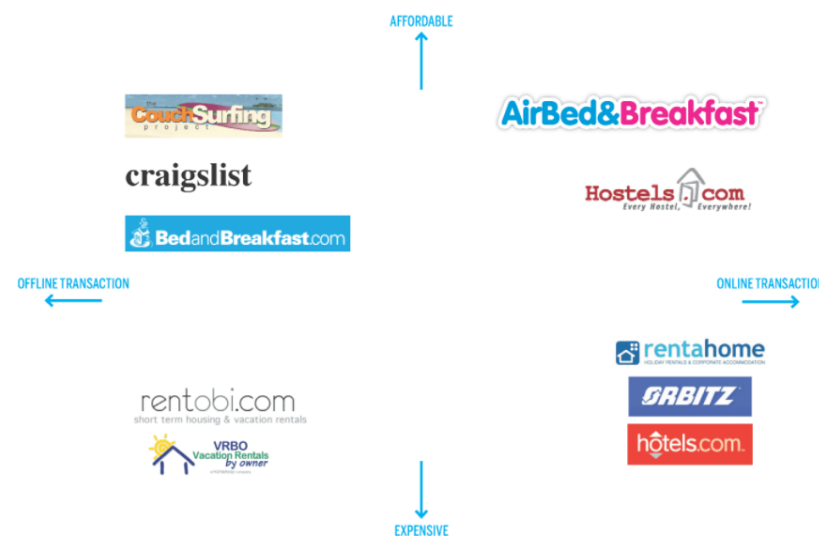 AFFORDABLE
the
CouchSurfing
project
AirBed&Breakfast
craigslist
Hostels.com
Every Hostel, Everywhere!
BedandBreakfast.com
OFFLINE TRANSACTION
ONLINE TRANSACTION
rentahome
HOLIDAY RENTALS & CORPORATE ACCOMMODATION
ORBITZ
rentobi.com
short term housing & vacation rentals
hotels.com
VRBO
Vacation Rentals
by owner
EXPENSIVE